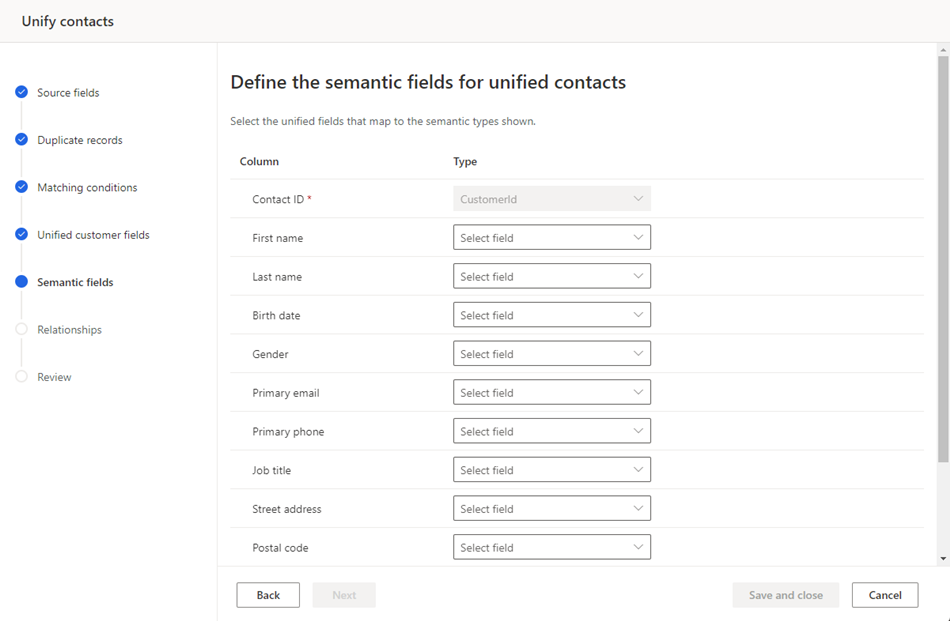 Unify contacts
Source fields
Duplicate records
Matching conditions
Unified customer fields
Semantic fields
Relationships
Review
Define the semantic fields for unified contacts
Select the unified fields that map to the semantic types shown.
Column Type
Contact ID * CustomerId
First name Select field
Last name Select field
Birth date Select field
Gender Select field
Primary email Select field
Primary phone Select field
Job title Select field
Street address Select field
Postal code Select field
Back Next Save and close Cancel